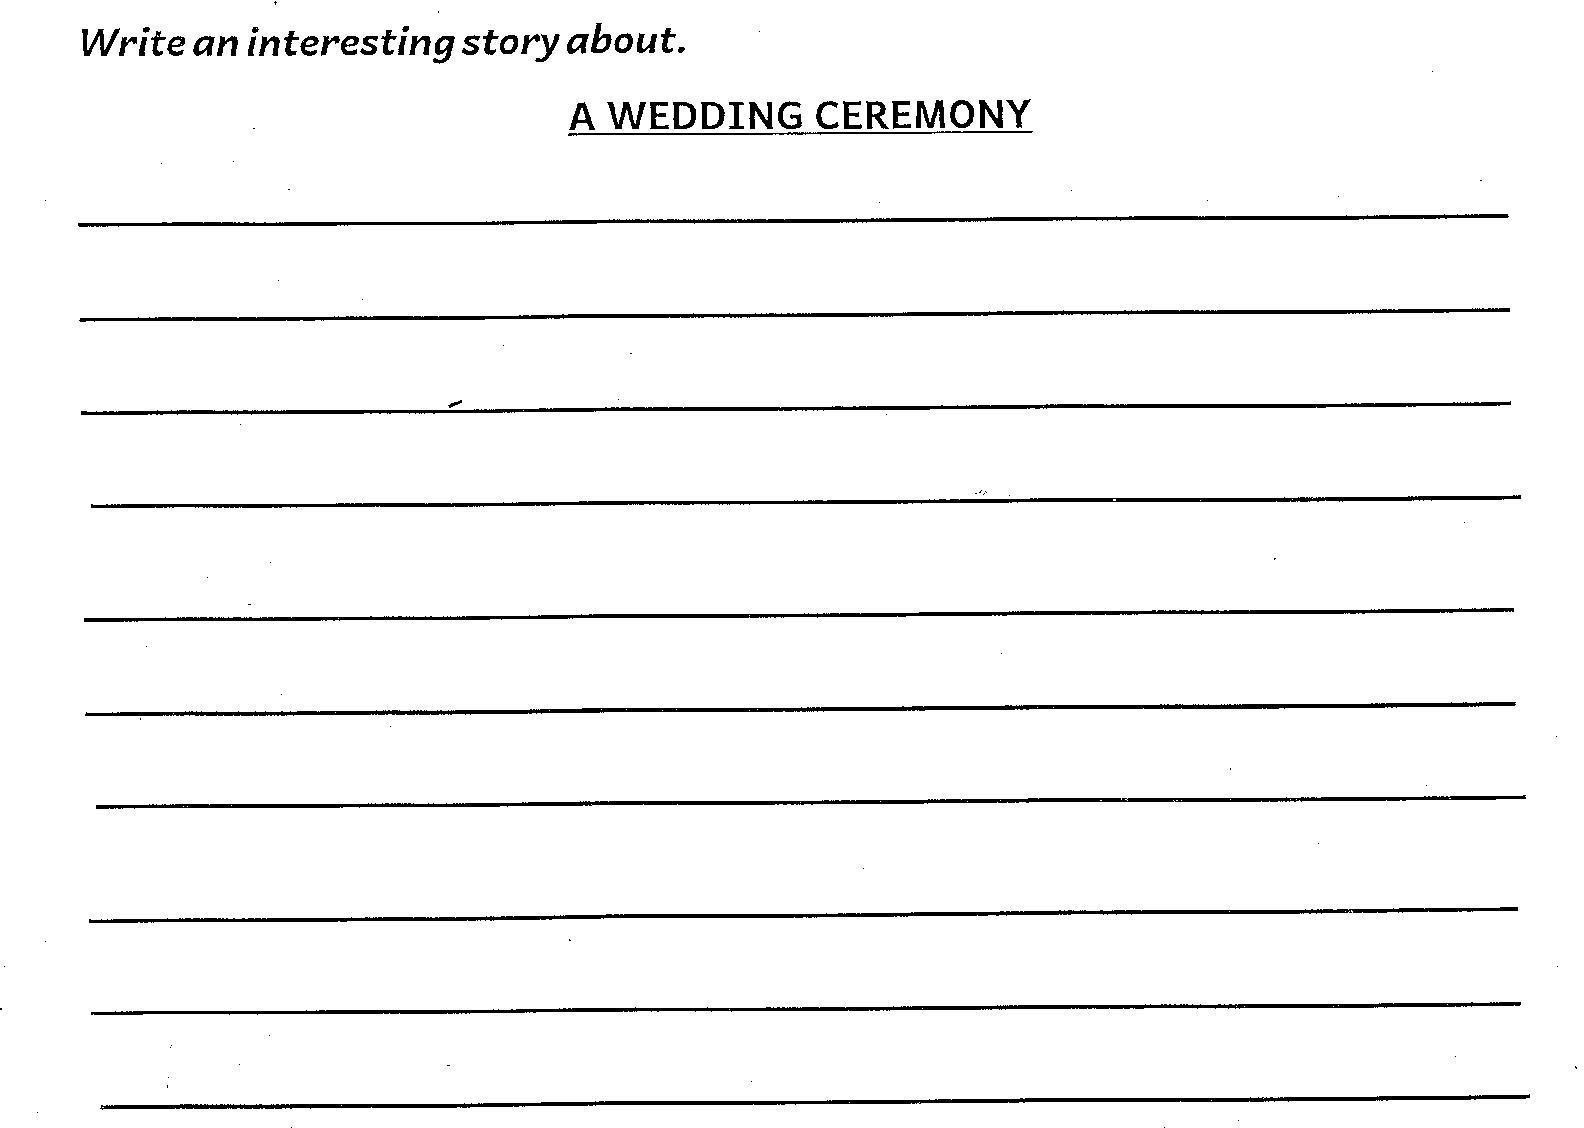 Write an interesting story about.
A WEDDING CEREMONY